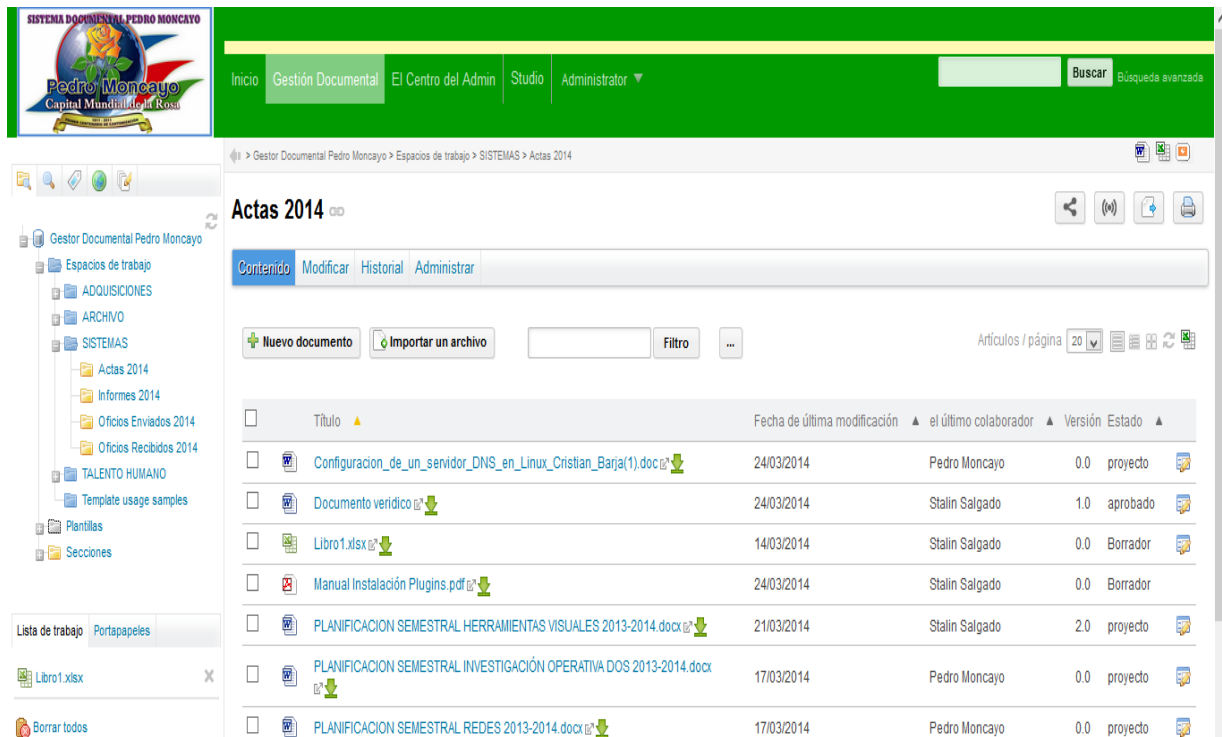 SISTEMA DOCUMENTAL PEDRO MONCAYO
Pedro Moncayo
Capital Mundial de la Rosa
Inicio Gestión Documental El Centro del Admin Studio Administrator
Buscar Búsqueda avanzada
> Gestor Documental Pedro Moncayo > Espacios de trabajo > SISTEMAS > Actas 2014
Gestor Documental Pedro Moncayo
Espacios de trabajo
ADQUISICIONES
ARCHIVO
SISTEMAS
Actas 2014
Informes 2014
Oficios Enviados 2014
Oficios Recibidos 2014
TALENTO HUMANO
Template usage samples
Plantillas
Secciones
Lista de trabajo Portapapeles
Libro1.xlsx
Borrar todos
Actas 2014
Contenido Modificar Historial Administrar
Nuevo documento Importar un archivo Filtro ... Artículos / página 20
Título Fecha de última modificación el último colaborador Versión Estado
Configuracion_de_un_servidor_DNS_en_Linux_Cristian_Barja(1).doc 24/03/2014 Pedro Moncayo 0.0 proyecto
Documento veridico 24/03/2014 Stalin Salgado 1.0 aprobado
Libro1.xlsx 14/03/2014 Stalin Salgado 0.0 Borrador
Manual Instalación Plugins.pdf 24/03/2014 Stalin Salgado 0.0 Borrador
PLANIFICACION SEMESTRAL HERRAMIENTAS VISUALES 2013-2014.docx 21/03/2014 Stalin Salgado 2.0 proyecto
PLANIFICACION SEMESTRAL INVESTIGACIÓN OPERATIVA DOS 2013-2014.docx 17/03/2014 Pedro Moncayo 0.0 proyecto
PLANIFICACION SEMESTRAL REDES 2013-2014.docx 17/03/2014 Pedro Moncayo 0.0 proyecto